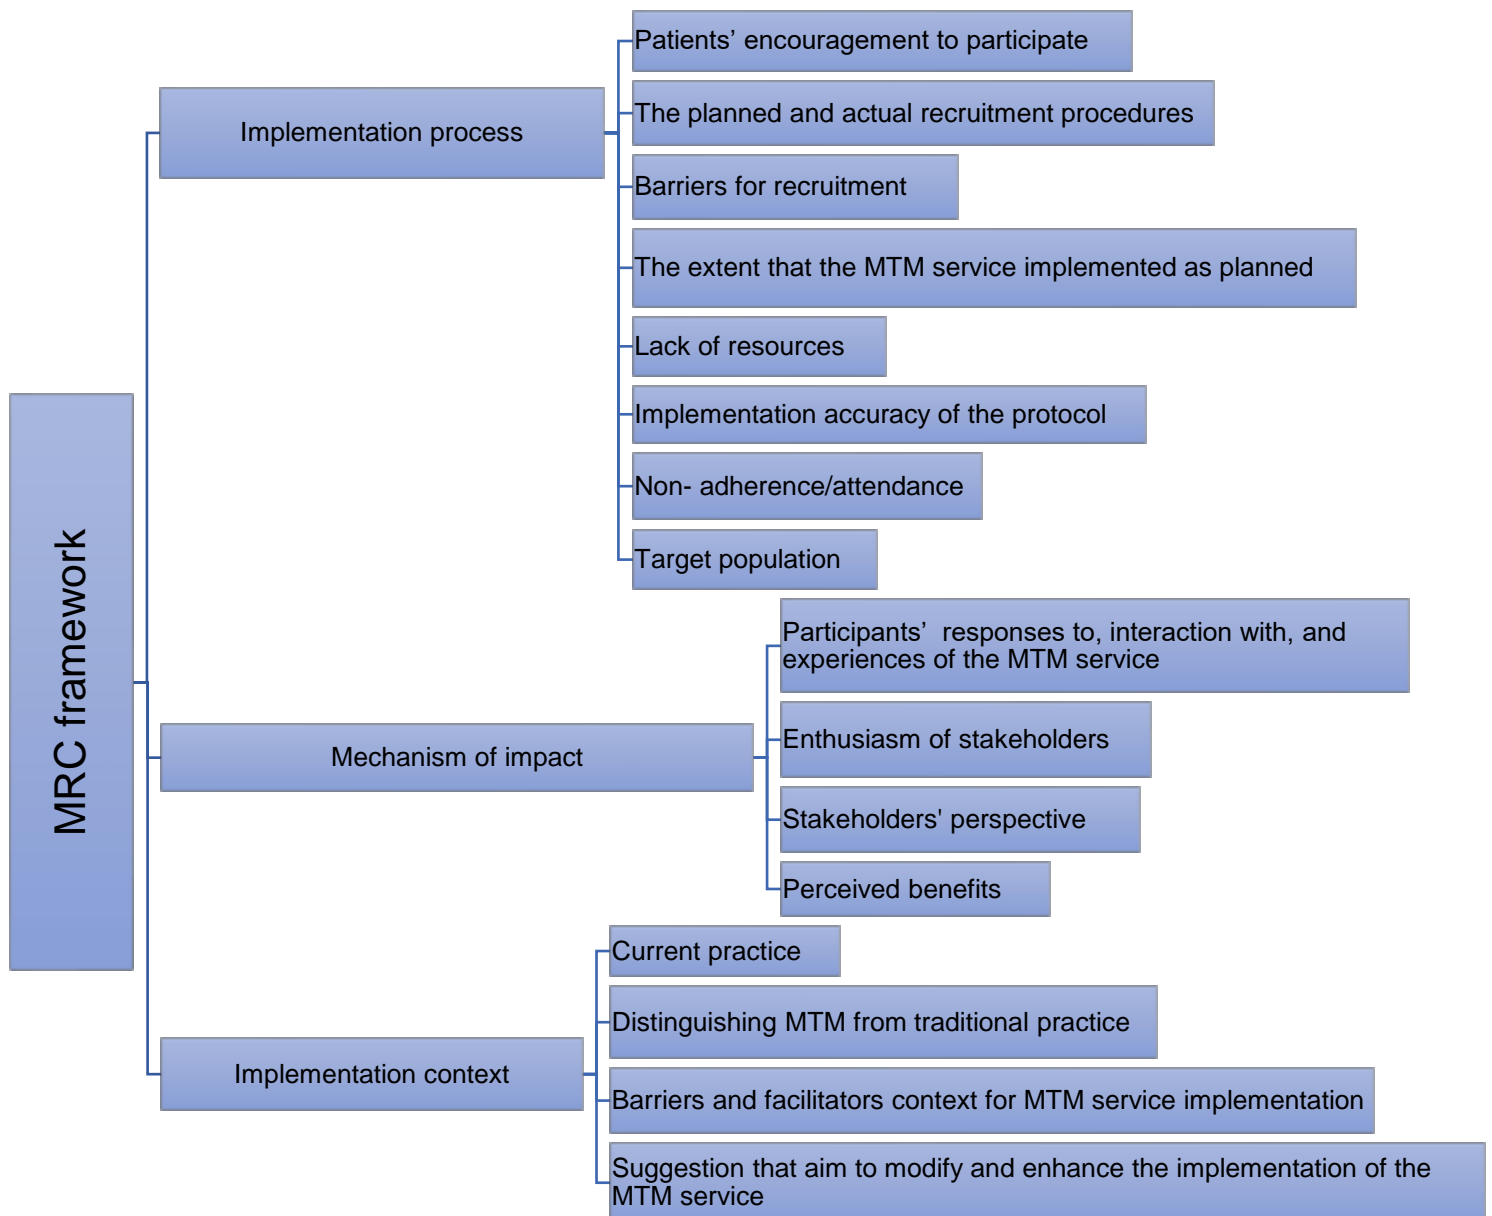 MRC framework
Implementation process
Patients’ encouragement to participate
The planned and actual recruitment procedures
Barriers for recruitment
The extent that the MTM service implemented as planned
Lack of resources
Implementation accuracy of the protocol
Non- adherence/attendance
Target population
Mechanism of impact
Participants’  responses to, interaction with, and
experiences of the MTM service
Enthusiasm of stakeholders
Stakeholders' perspective
Perceived benefits
Implementation context
Current practice
Distinguishing MTM from traditional practice
Barriers and facilitators context for MTM service implementation
Suggestion that aim to modify and enhance the implementation of the
MTM service